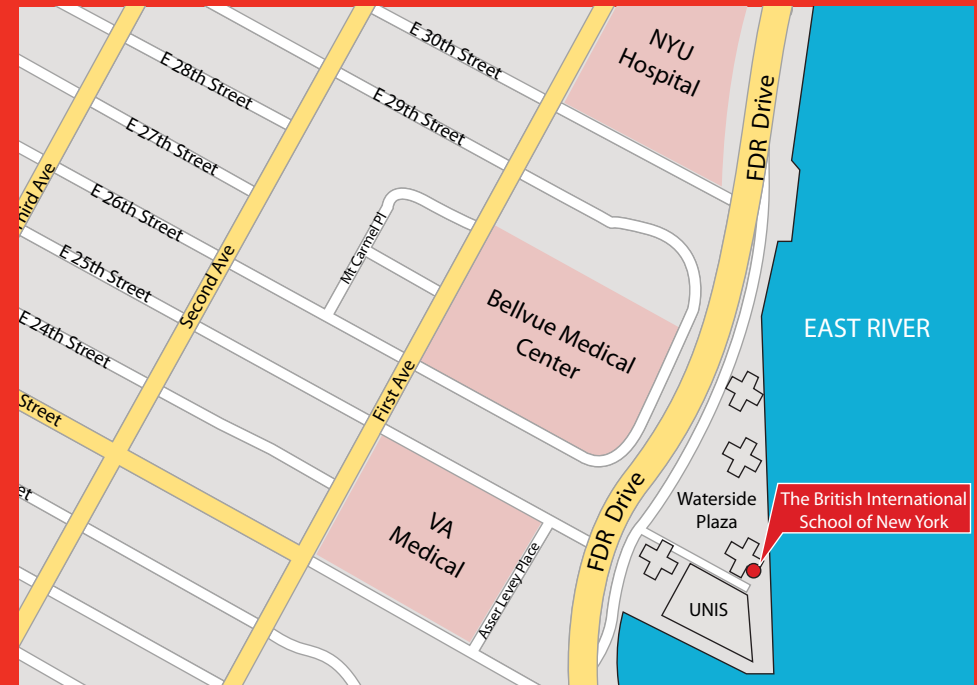 E 30th Street
NYU
Hospital
E 28th Street
E 29th Street
FDR Drive
E 27th Street
E 26th Street
Mt Carmel Pl
E 25th Street
Second Ave
Bellvue Medical
Center
EAST RIVER
E 24th Street
First Ave
Street
Waterside
Plaza
The British International
School of New York
VA
Medical
FDR Drive
Asser Levey Place
UNIS